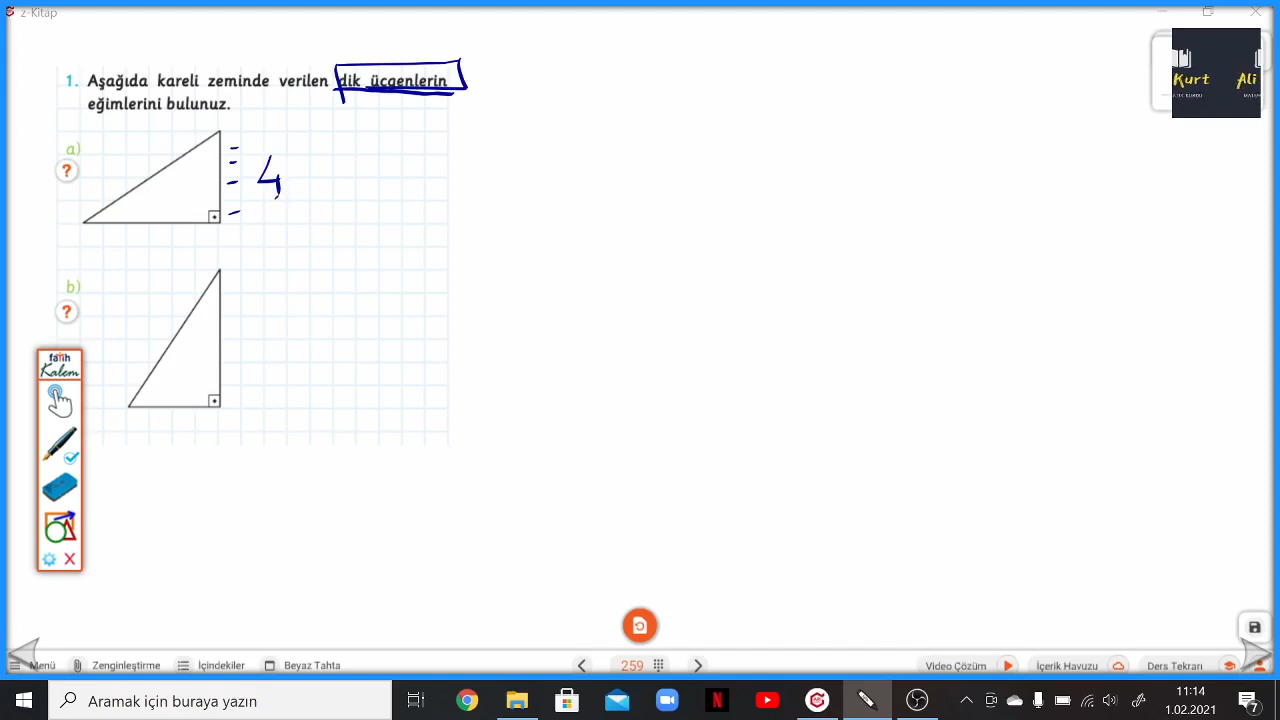 z-Kitap
1. Aşağıda kareli zeminde verilen dik üçgenlerin
eğimlerini bulunuz.
Kurt Ali
a)
?
4
b)
?
fatih
Kalem
Menü Zenginleştirme İçindekiler Beyaz Tahta 259 Video Çözüm İçerik Havuzu Ders Tekrarı
Aramak için buraya yazın
11:14
1.02.2021
7